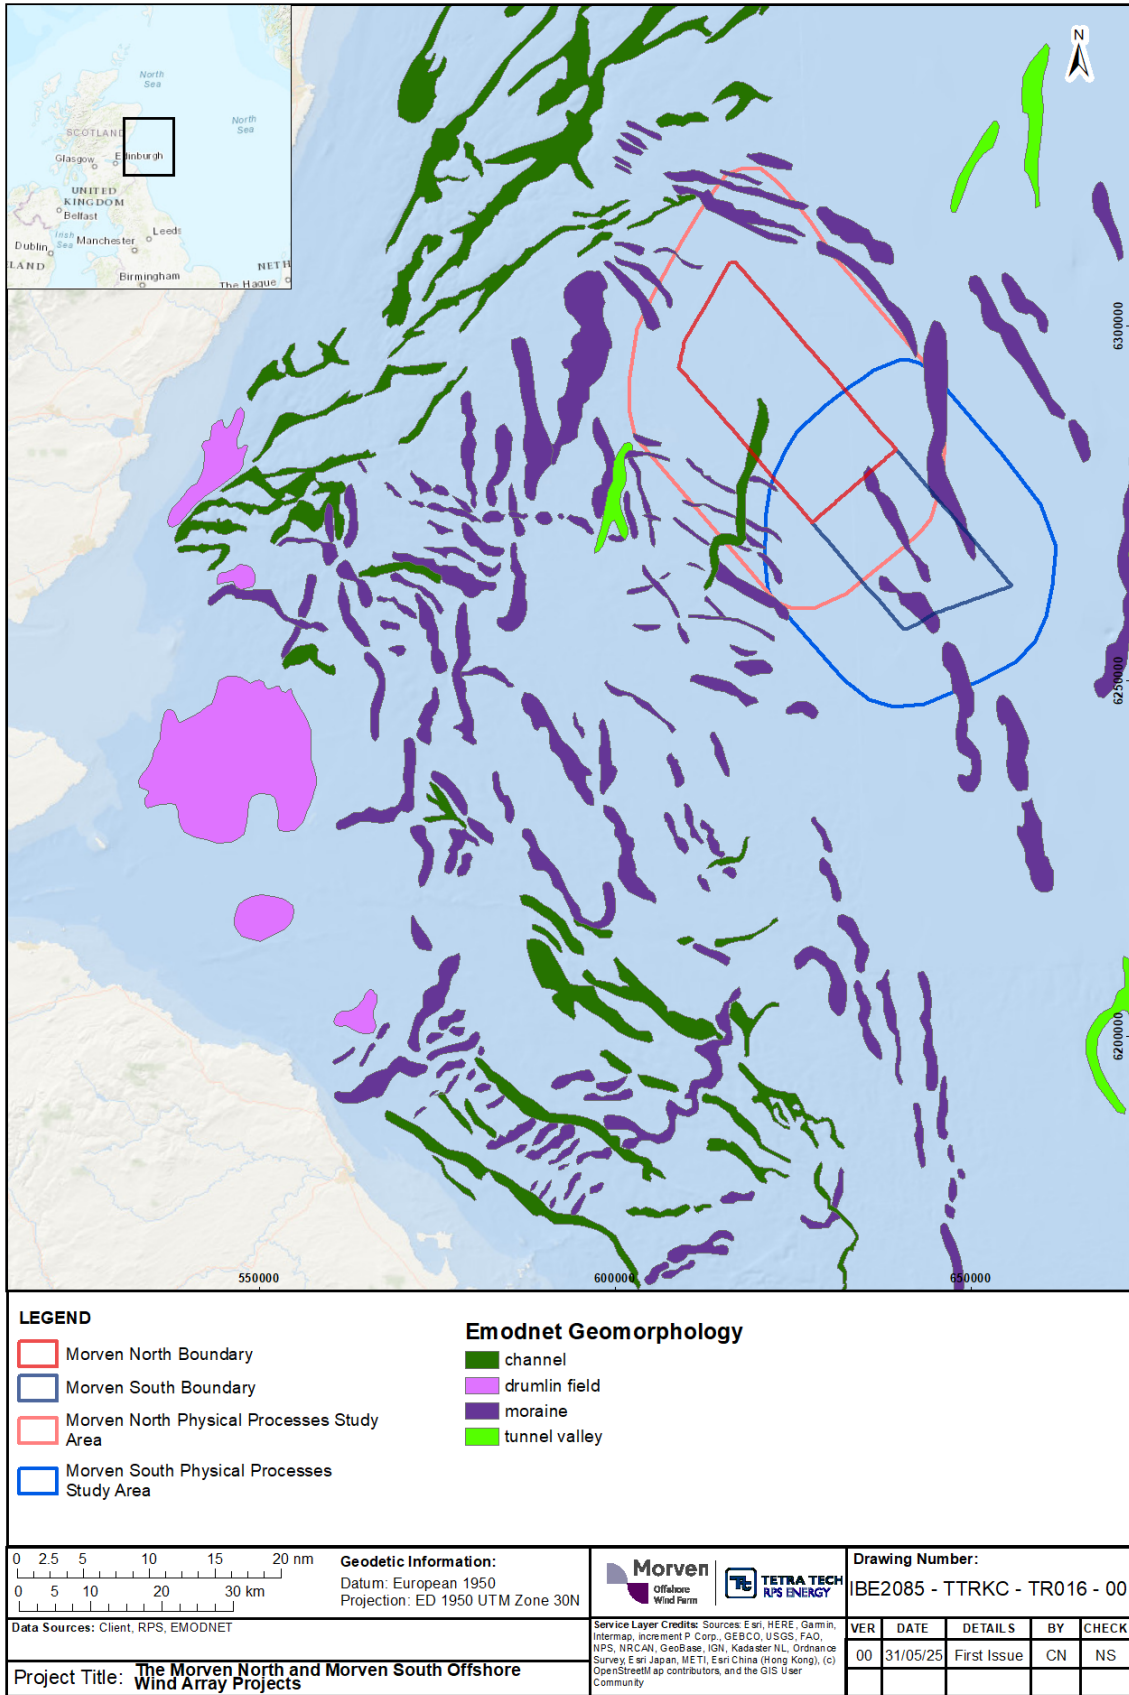 North
Sea
North
Sea
SCOTLAND
Glasgow
Edinburgh
UNITED
KINGDOM
Belfast
Irish
Sea
Leeds
Dublin
Manchester
ELAND
Birmingham
NETH
The Hague
N
6300000
6250000
6200000
550000
600000
650000
LEGEND
Morven North Boundary
Morven South Boundary
Morven North Physical Processes Study
Area
Morven South Physical Processes
Study Area
Emodnet Geomorphology
channel
drumlin field
moraine
tunnel valley
0 2.5 5 10 15 20 nm
0 5 10 20 30 km
Geodetic Information:
Datum: European 1950
Projection: ED 1950 UTM Zone 30N
Data Sources: Client, RPS, EMODNET
Project Title: The Morven North and Morven South Offshore
Wind Array Projects
Morven
Offshore
Wind Farm
TETRA TECH
RPS ENERGY
Service Layer Credits: Sources: Esri, HERE, Garmin,
Intermap, increment P Corp., GEBCO, USGS, FAO,
NPS, NRCAN, GeoBase, IGN, Kadaster NL, Ordnance
Survey, Esri Japan, METI, Esri China (Hong Kong), (c)
OpenStreetMap contributors, and the GIS User
Community
Drawing Number:
IBE2085 - TTRKC - TR016 - 00
VER DATE DETAILS BY CHECK
00 31/05/25 First Issue CN NS